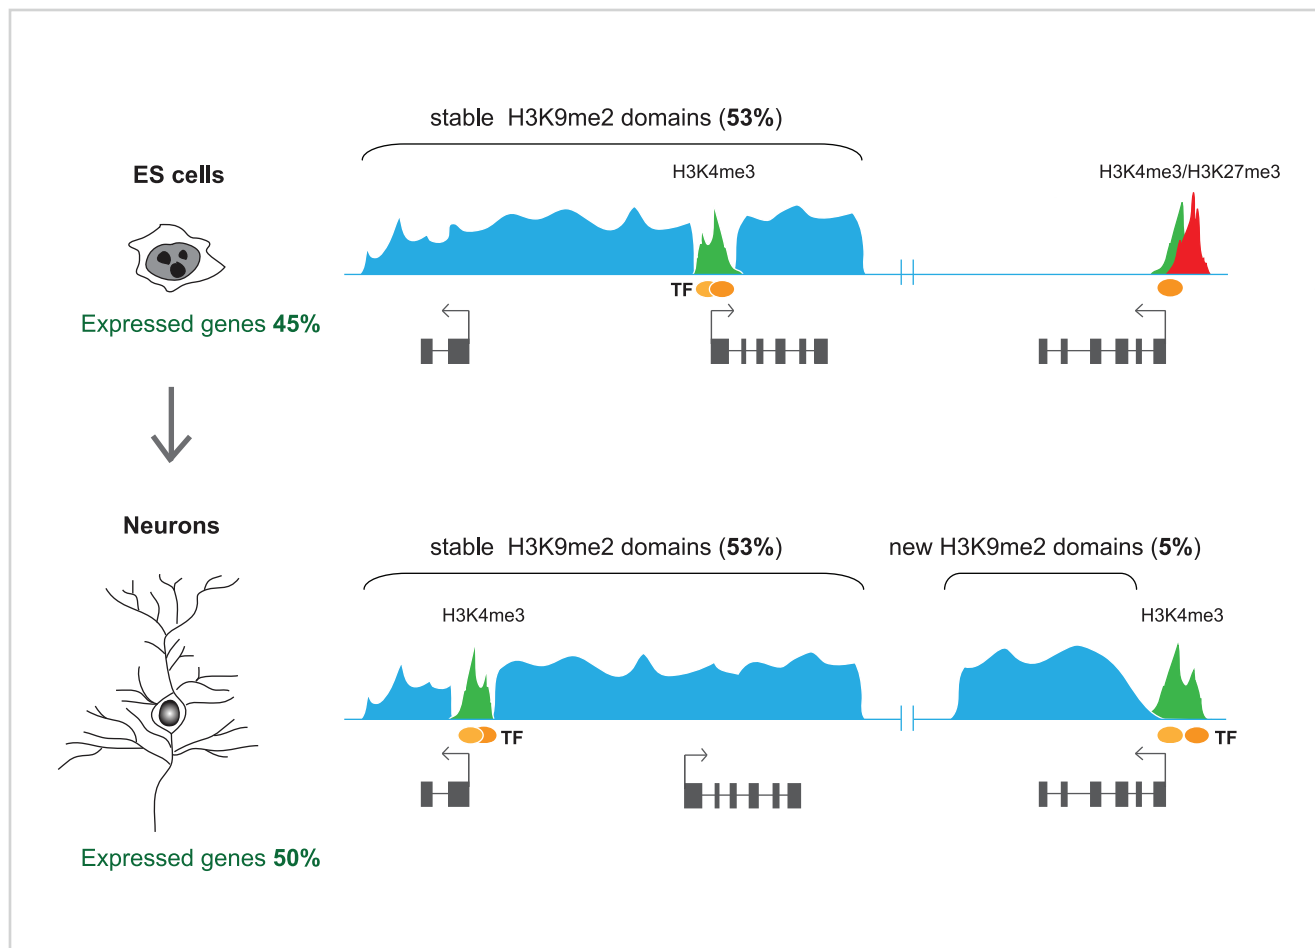 stable H3K9me2 domains (53%)
ES cells
H3K4me3
H3K4me3/H3K27me3
TF
Expressed genes 45%
Neurons
stable H3K9me2 domains (53%)
new H3K9me2 domains (5%)
H3K4me3
H3K4me3
TF
TF
Expressed genes 50%